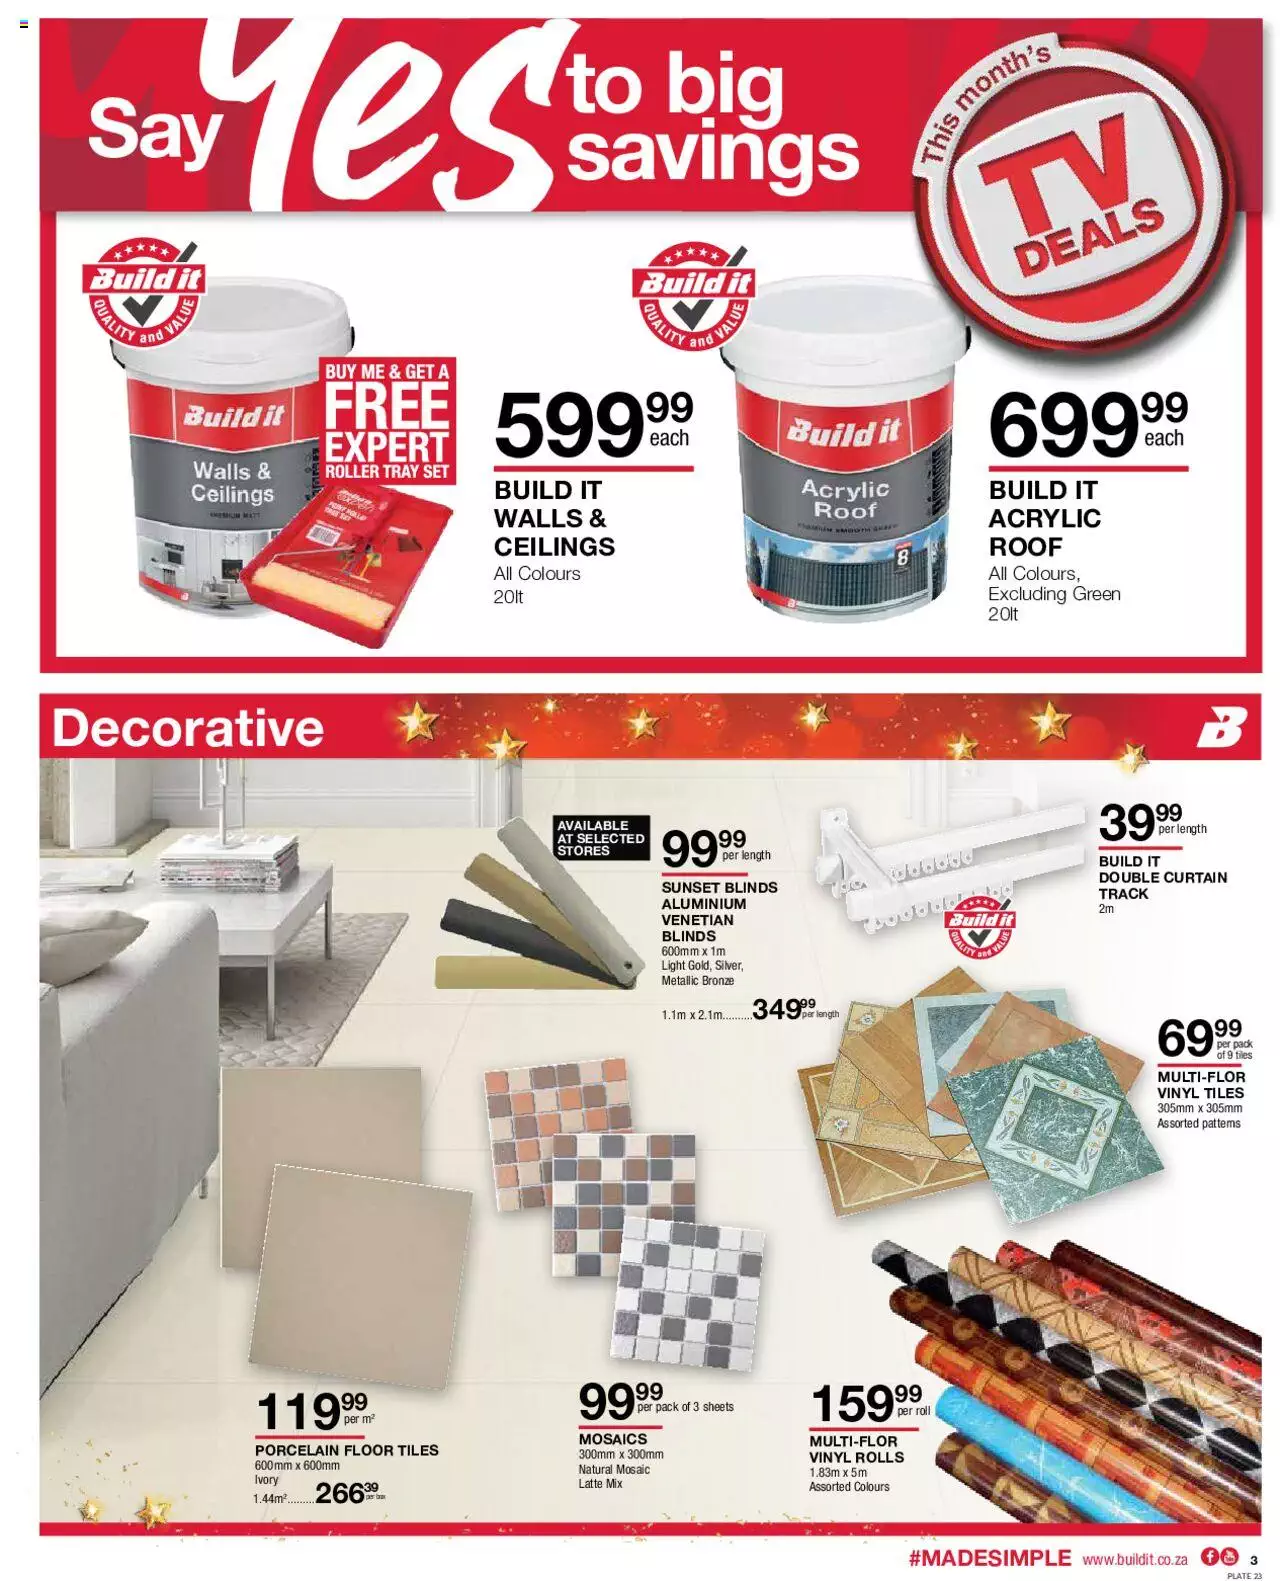 Say Yes to big
savings
This month's
TV
DEALS
Build it
QUALITY and VALUE
Build it
Walls &
Ceilings
PREMIUM MATT
BUY ME & GET A
FREE
EXPERT
ROLLER TRAY SET
599 99
each
BUILD IT
WALLS &
CEILINGS
All Colours
20lt
Build it
QUALITY and VALUE
Build it
Acrylic
Roof
PREMIUM SMOOTH SHEEN
8
699 99
each
BUILD IT
ACRYLIC
ROOF
All Colours,
Excluding Green
20lt
Decorative
B
AVAILABLE
AT SELECTED
STORES
99 99
per length
SUNSET BLINDS
ALUMINIUM
VENETIAN
BLINDS
600mm x 1m
Light Gold, Silver,
Metallic Bronze
1.1m x 2.1m..........349 99
per length
Build it
QUALITY and VALUE
39 99
per length
BUILD IT
DOUBLE CURTAIN
TRACK
2m
69 99
per pack
of 9 tiles
MULTI-FLOR
VINYL TILES
305mm x 305mm
Assorted patterns
119 99
per m²
PORCELAIN FLOOR TILES
600mm x 600mm
Ivory
1.44m².........266 39
per box
99 99
per pack of 3 sheets
MOSAICS
300mm x 300mm
Natural Mosaic
Latte Mix
159 99
per roll
MULTI-FLOR
VINYL ROLLS
1.83m x 5m
Assorted Colours
#MADESIMPLE www.buildit.co.za 3
PLATE 23